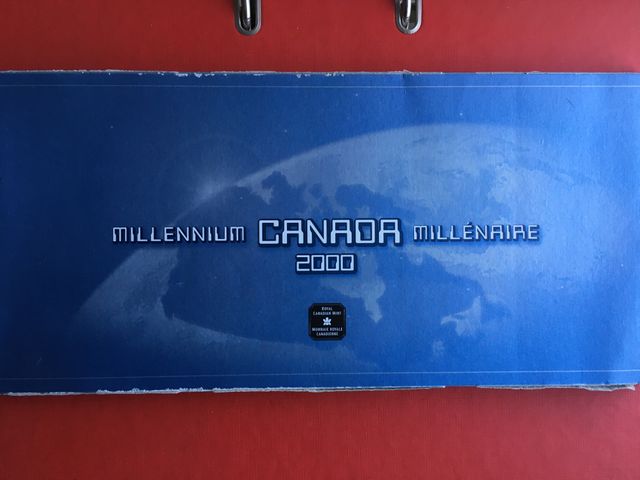 MILLENNIUM CANADA MILLÉNAIRE
2000
ROYAL
CANADIAN MINT
MONNAIE ROYALE
CANADIENNE